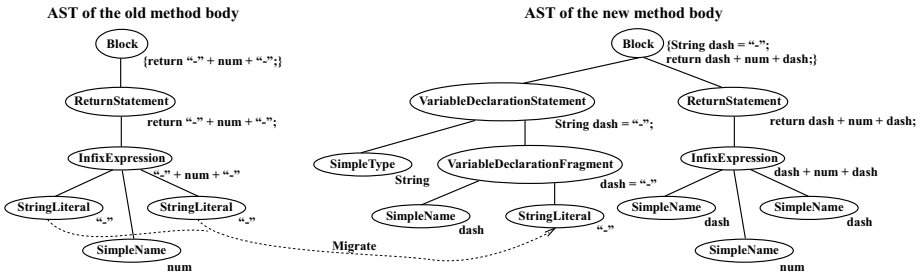 AST of the old method body
Block
{return “-” + num + “-”;}
ReturnStatement
return “-” + num + “-”;
InfixExpression
“-” + num + “-”
StringLiteral
“-”
StringLiteral
“-”
SimpleName
num
Migrate
AST of the new method body
Block
{String dash = “-”;
return dash + num + dash;}
VariableDeclarationStatement
String dash = “-”;
SimpleType
String
VariableDeclarationFragment
dash = “-”
SimpleName
dash
StringLiteral
“-”
ReturnStatement
return dash + num + dash;
InfixExpression
dash + num + dash
SimpleName
dash
SimpleName
dash
SimpleName
num